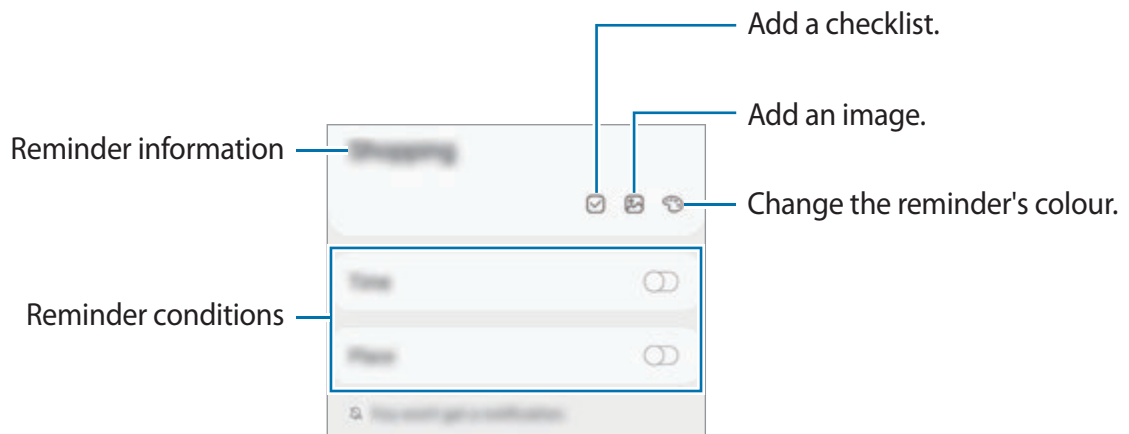 Add a checklist.
Add an image.
Reminder information
Shopping
Change the reminder's colour.
Time
Reminder conditions
Place